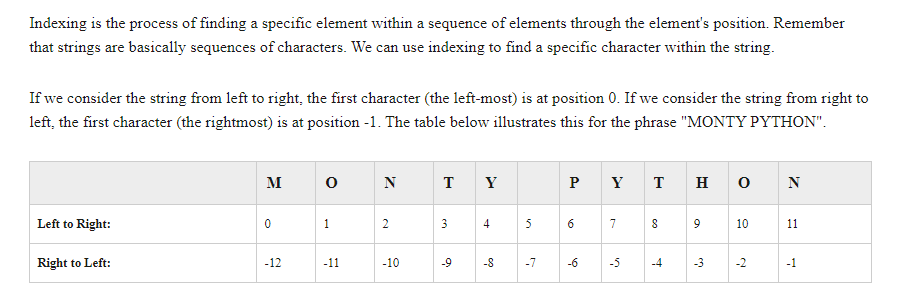 Indexing is the process of finding a specific element within a sequence of elements through the element's position. Remember
that strings are basically sequences of characters. We can use indexing to find a specific character within the string.
If we consider the string from left to right, the first character (the left-most) is at position 0. If we consider the string from right to
left, the first character (the rightmost) is at position -1. The table below illustrates this for the phrase "MONTY PYTHON".
M O N T Y P Y T H O N
Left to Right: 0 1 2 3 4 5 6 7 8 9 10 11
Right to Left: -12 -11 -10 -9 -8 -7 -6 -5 -4 -3 -2 -1